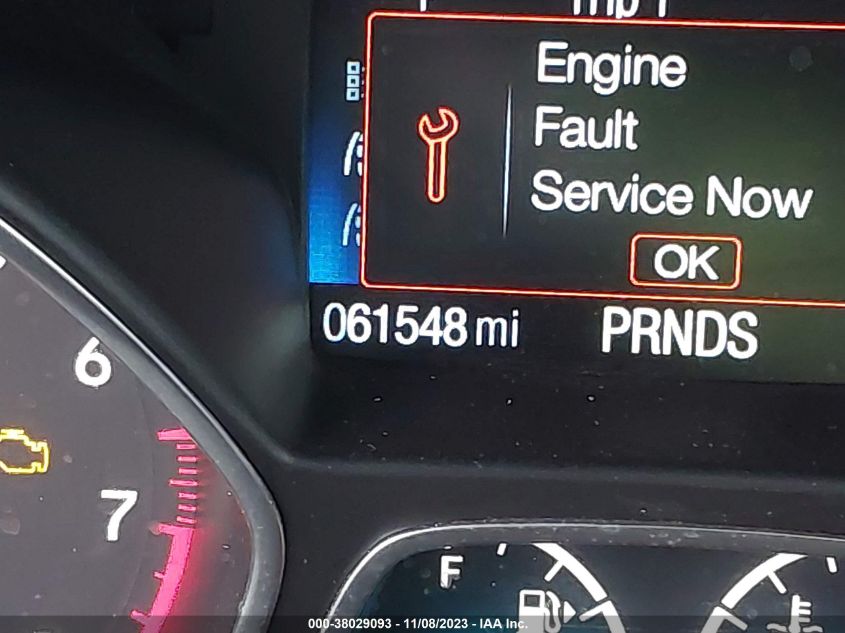 Engine
Fault
Service Now
OK
061548 mi
PRNDS
6
7
F
000-38029093 - 11/08/2023 - IAA Inc.